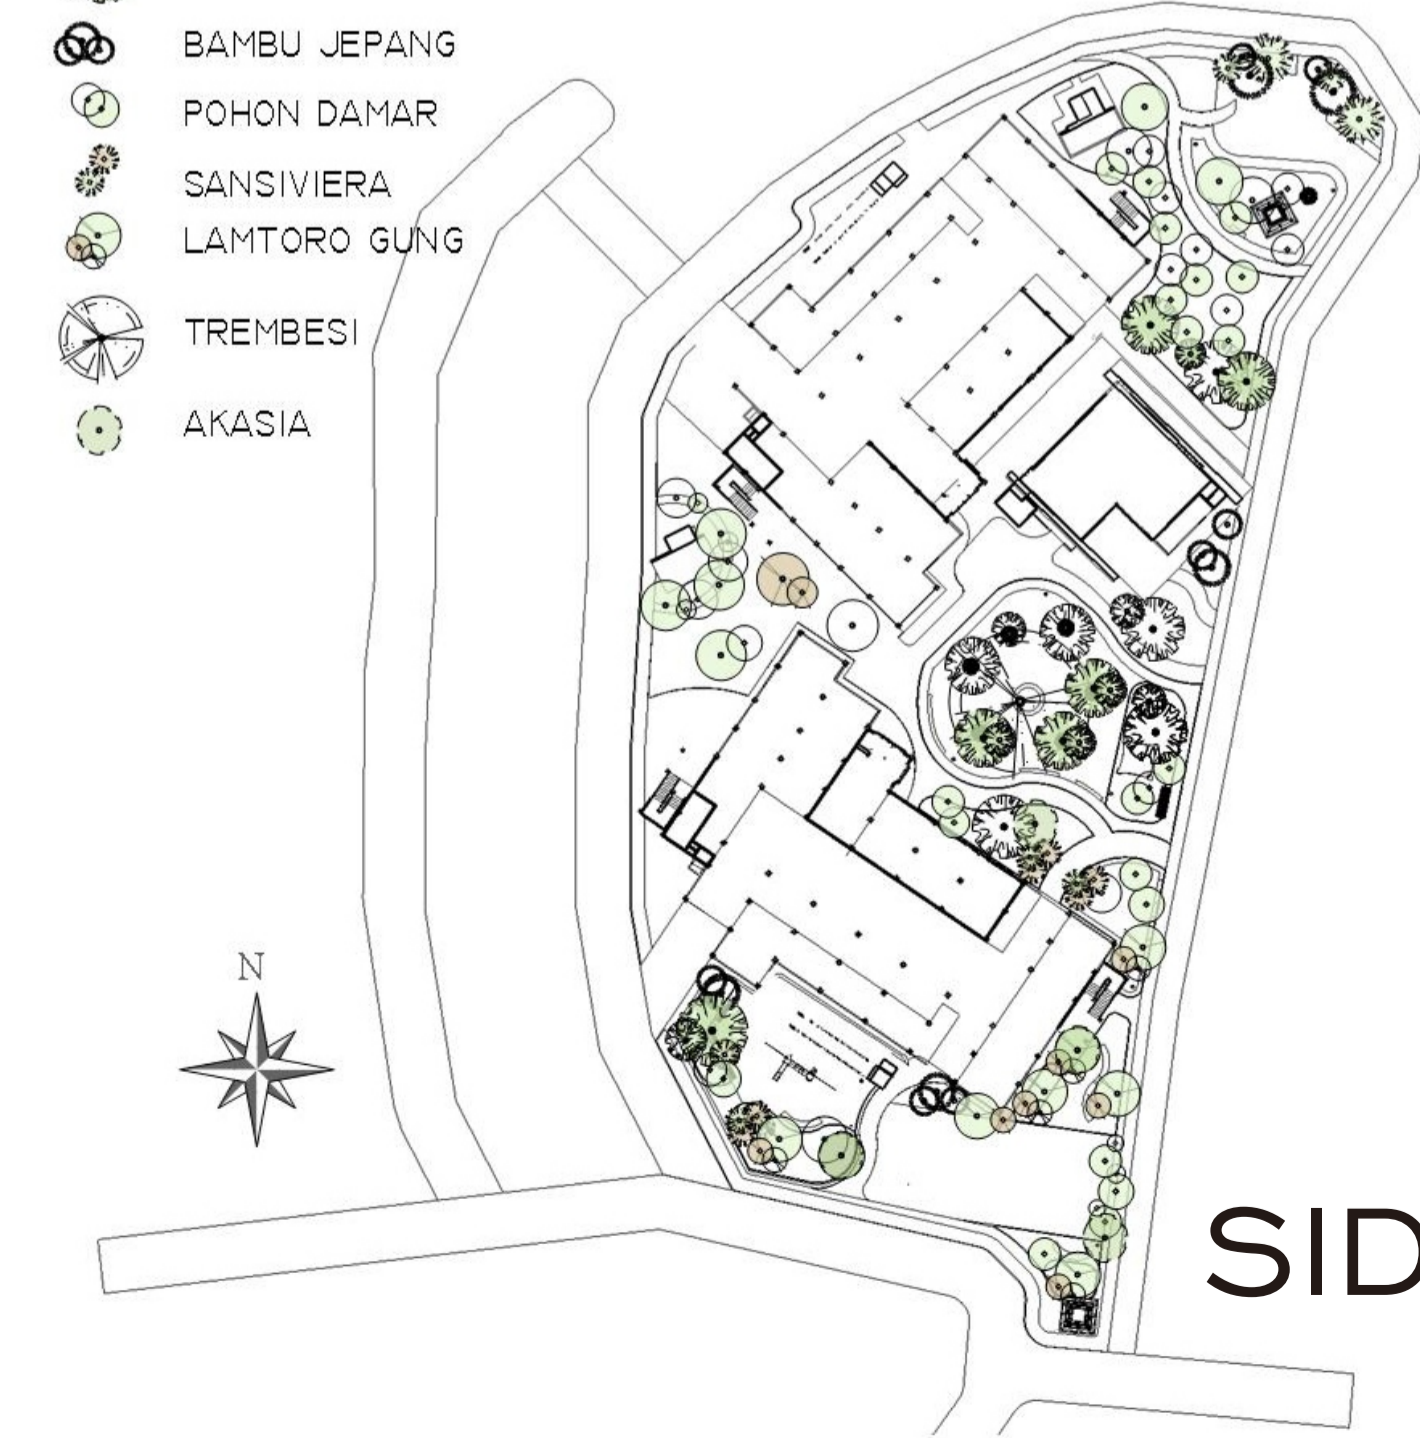 BAMBU JEPANG
POHON DAMAR
SANSIVIERA
LAMTORO GUNG
TREMBESI
AKASIA
N
SID